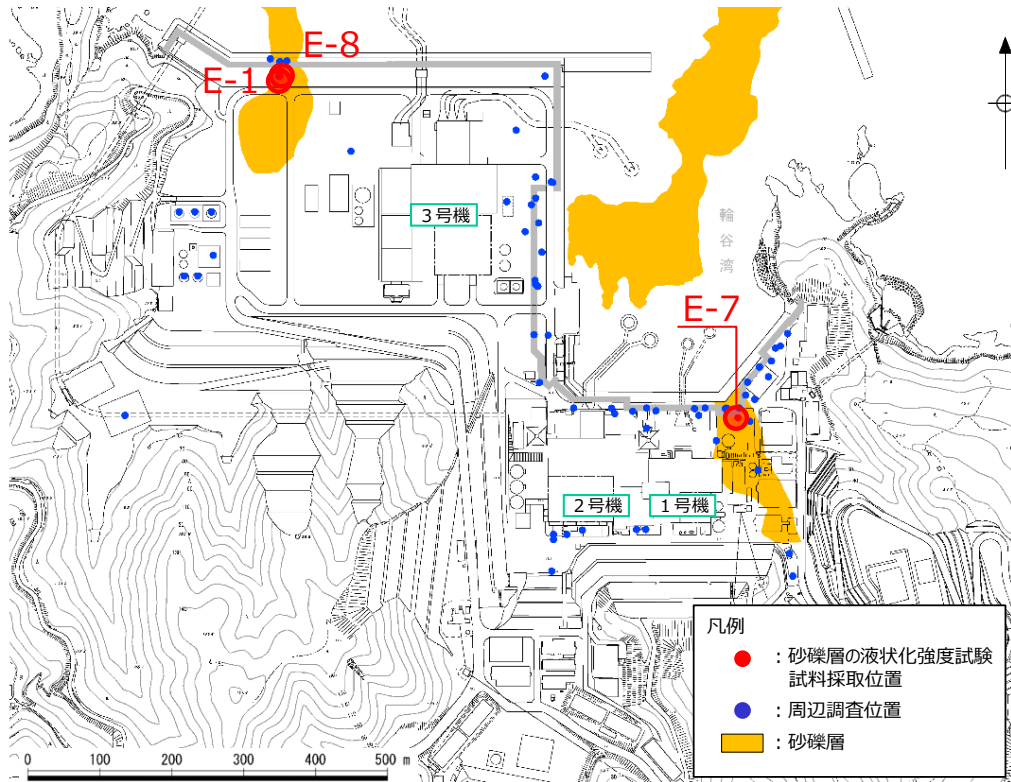 E-8
E-1
3号機
輪谷湾
E-7
2号機
1号機
凡例
：砂礫層の液状化強度試験
試料採取位置
：周辺調査位置
：砂礫層
0 100 200 300 400 500 m